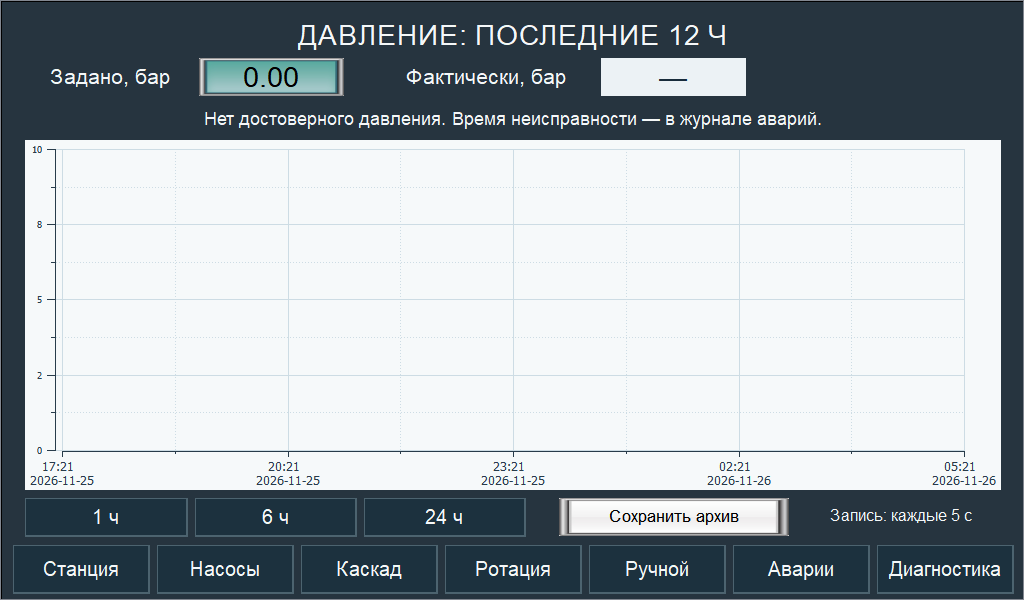 ДАВЛЕНИЕ: ПОСЛЕДНИЕ 12 Ч
Задано, бар 0.00 Фактически, бар —
Нет достоверного давления. Время неисправности — в журнале аварий.
10
8
5
2
0
17:21 20:21 23:21 02:21 05:21
2026-11-25 2026-11-25 2026-11-25 2026-11-26 2026-11-26
1 ч 6 ч 24 ч Сохранить архив Запись: каждые 5 с
Станция Насосы Каскад Ротация Ручной Аварии Диагностика